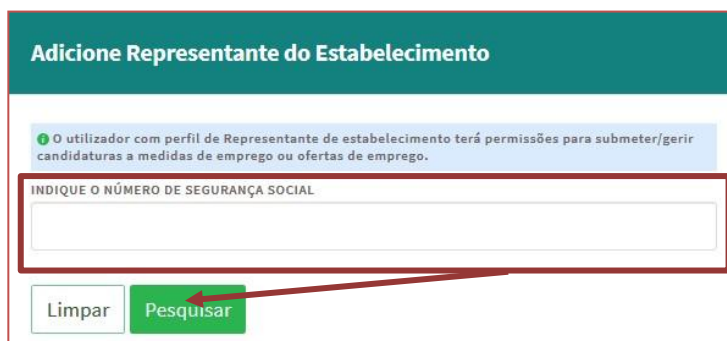 Adicione Representante do Estabelecimento
O utilizador com perfil de Representante de estabelecimento terá permissões para submeter/gerir
candidaturas a medidas de emprego ou ofertas de emprego.
INDIQUE O NÚMERO DE SEGURANÇA SOCIAL
Limpar Pesquisar